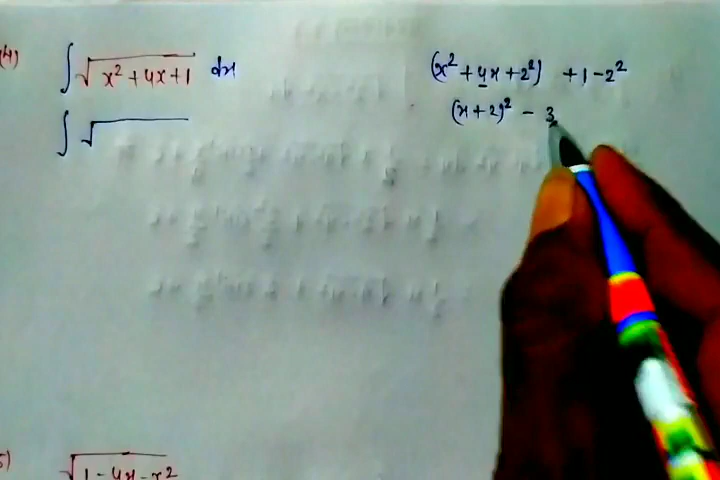 4) ∫√x² + 4x + 1 dx
(x² + 4x + 2²) + 1 - 2²
(x + 2)² - 3
∫√
5) √1 - 4x - x²